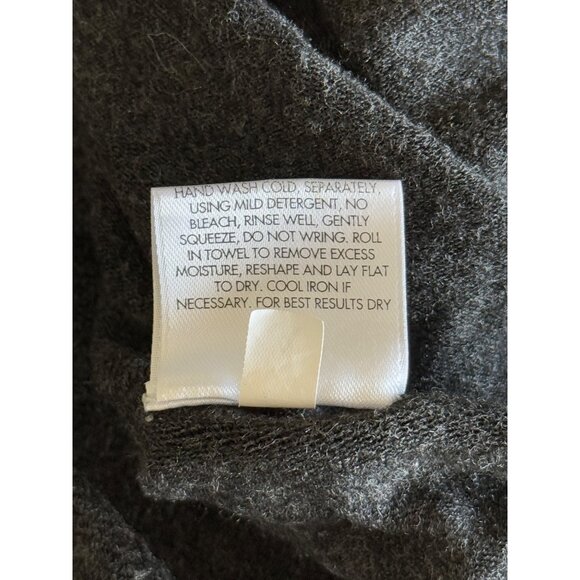 HAND WASH COLD, SEPARATELY,
USING MILD DETERGENT, NO
BLEACH, RINSE WELL, GENTLY
SQUEEZE, DO NOT WRING. ROLL
IN TOWEL TO REMOVE EXCESS
MOISTURE, RESHAPE AND LAY FLAT
TO DRY. COOL IRON IF
NECESSARY. FOR BEST RESULTS DRY